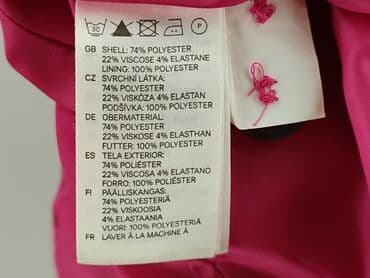 30 P
GB SHELL: 74% POLYESTER
22% VISCOSE 4% ELASTANE
LINING: 100% POLYESTER
CZ SVRCHNÍ LÁTKA:
74% POLYESTER
22% VISKÓZA 4% ELASTAN
PODŠÍVKA: 100% POLYESTER
DE OBERMATERIAL:
74% POLYESTER
22% VISKOSE 4% ELASTHAN
FUTTER: 100% POLYESTER
ES TELA EXTERIOR:
74% POLIÉSTER
22% VISCOSA 4% ELASTANO
FORRO: 100% POLIÉSTER
FI PÄÄLLISKANGAS:
74% POLYESTERIÄ
22% VISKOOSIA
4% ELASTAANIA
VUORI: 100% POLYESTERIÄ
FR LAVER À LA MACHINE À